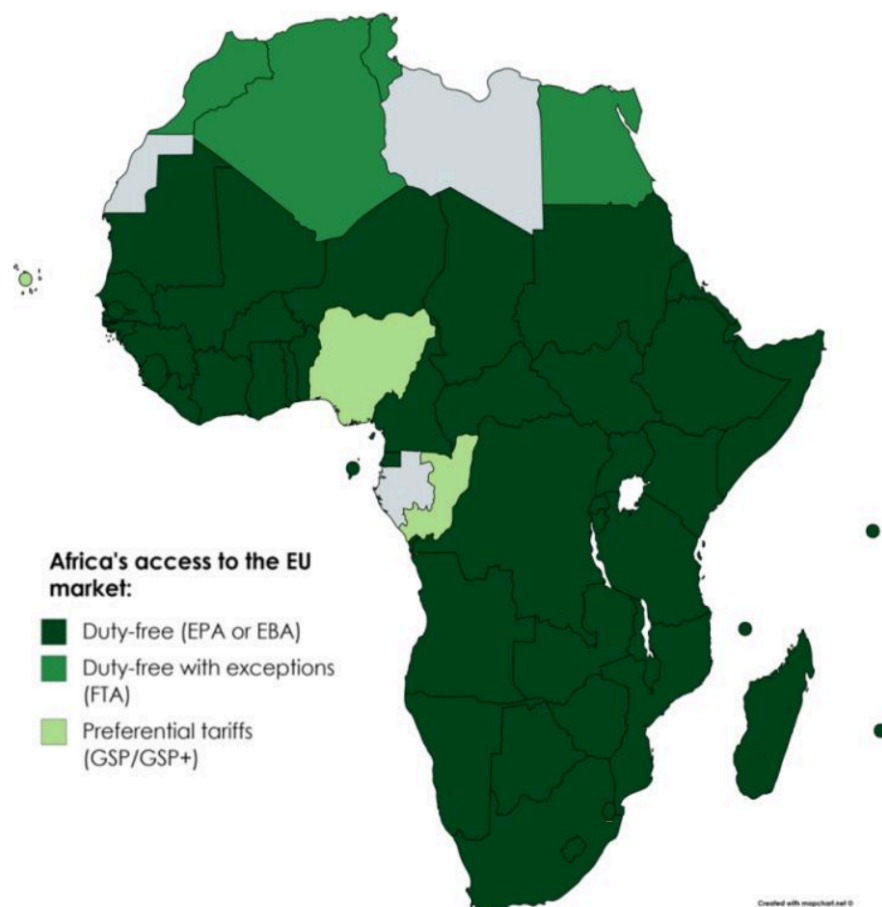 Africa's access to the EU
market:
Duty-free (EPA or EBA)
Duty-free with exceptions
(FTA)
Preferential tariffs
(GSP/GSP+)
Created with mapchart.net ©